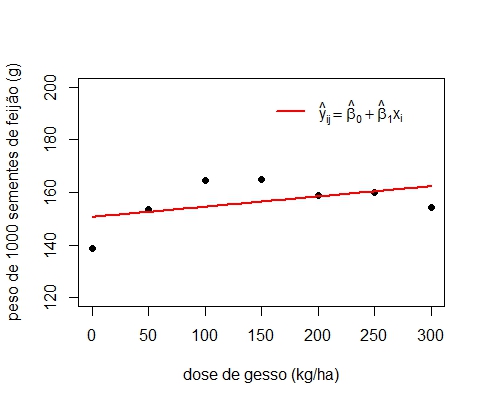 peso de 1000 sementes de feijão (g)
200
180
160
140
120
ŷij = β̂0 + β̂1xi
0 50 100 150 200 250 300
dose de gesso (kg/ha)